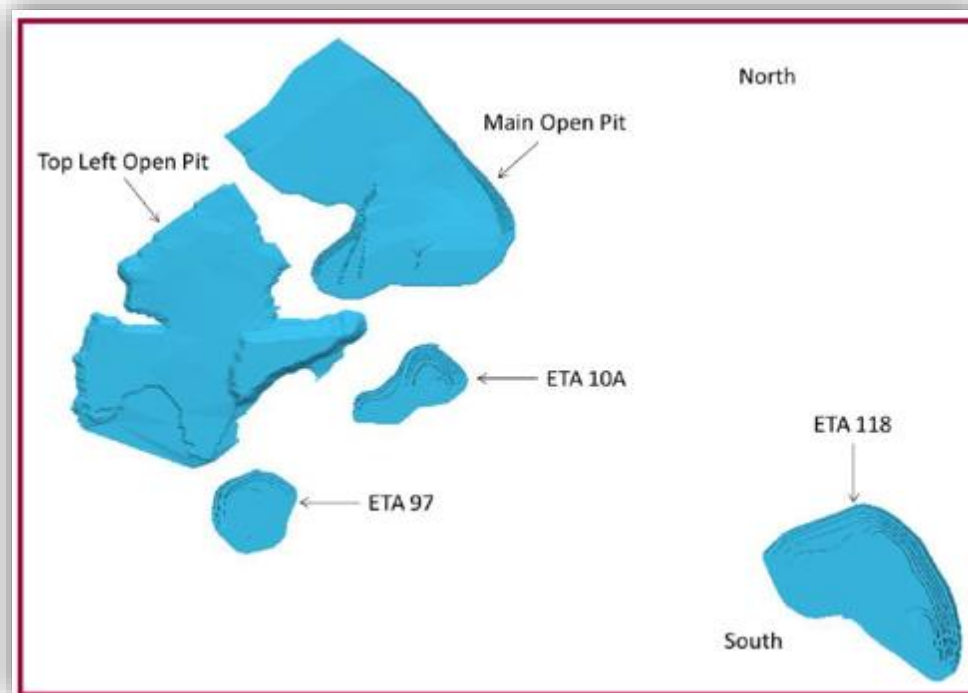 North
Main Open Pit
Top Left Open Pit
ETA 10A
ETA 118
ETA 97
South